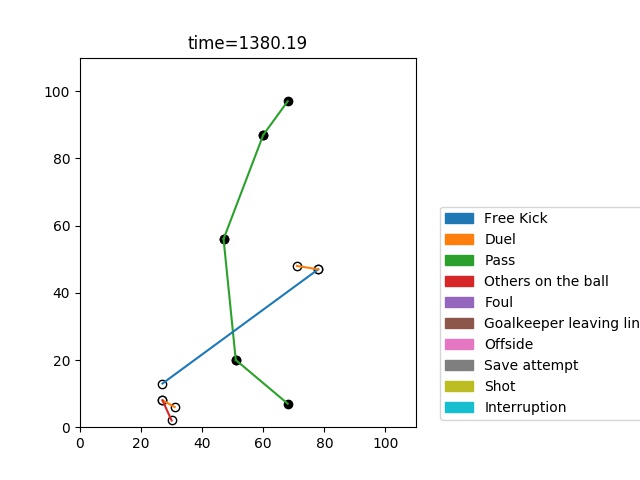 time=1380.19
100
80
60
40
20
0
0 20 40 60 80 100
Free Kick
Duel
Pass
Others on the ball
Foul
Goalkeeper leaving lin
Offside
Save attempt
Shot
Interruption